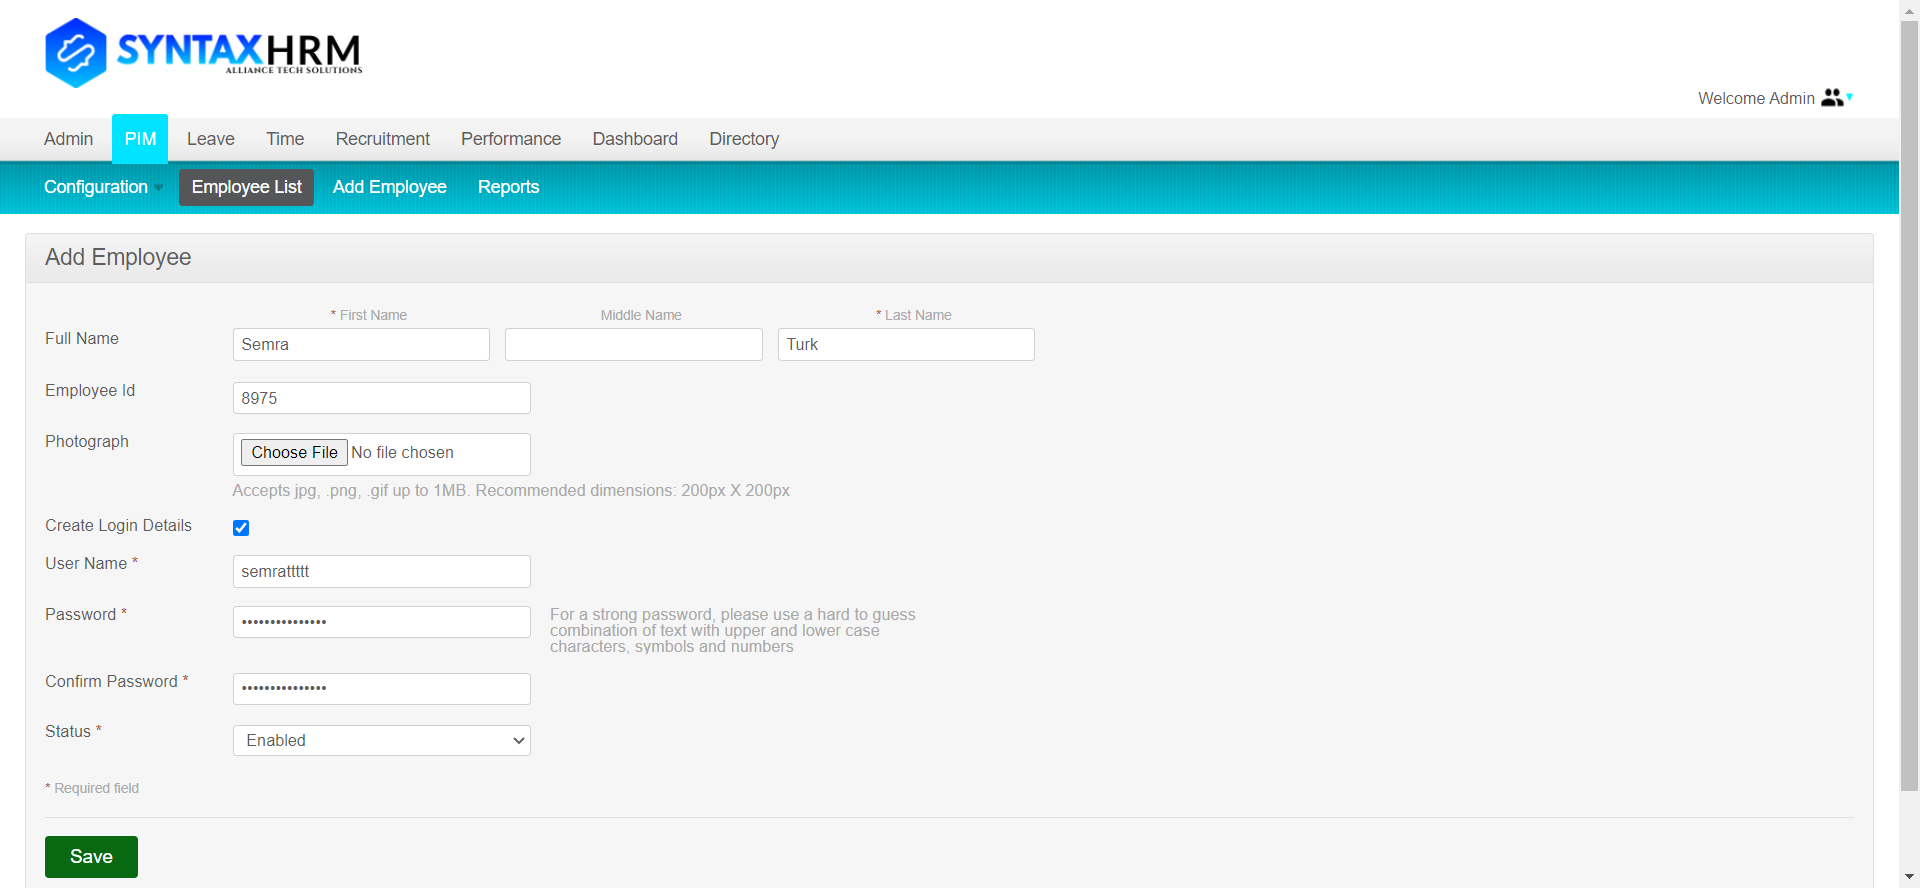 SYNTAXHRM
ALLIANCE TECH SOLUTIONS
Welcome Admin
Admin PIM Leave Time Recruitment Performance Dashboard Directory
Configuration Employee List Add Employee Reports
Add Employee
* First Name Middle Name * Last Name
Full Name Semra Turk
Employee Id 8975
Photograph Choose File No file chosen
Accepts jpg, .png, .gif up to 1MB. Recommended dimensions: 200px X 200px
Create Login Details
User Name * semrattttt
Password * ••••••••••••••• For a strong password, please use a hard to guess
combination of text with upper and lower case
characters, symbols and numbers
Confirm Password * •••••••••••••••
Status * Enabled
* Required field
Save